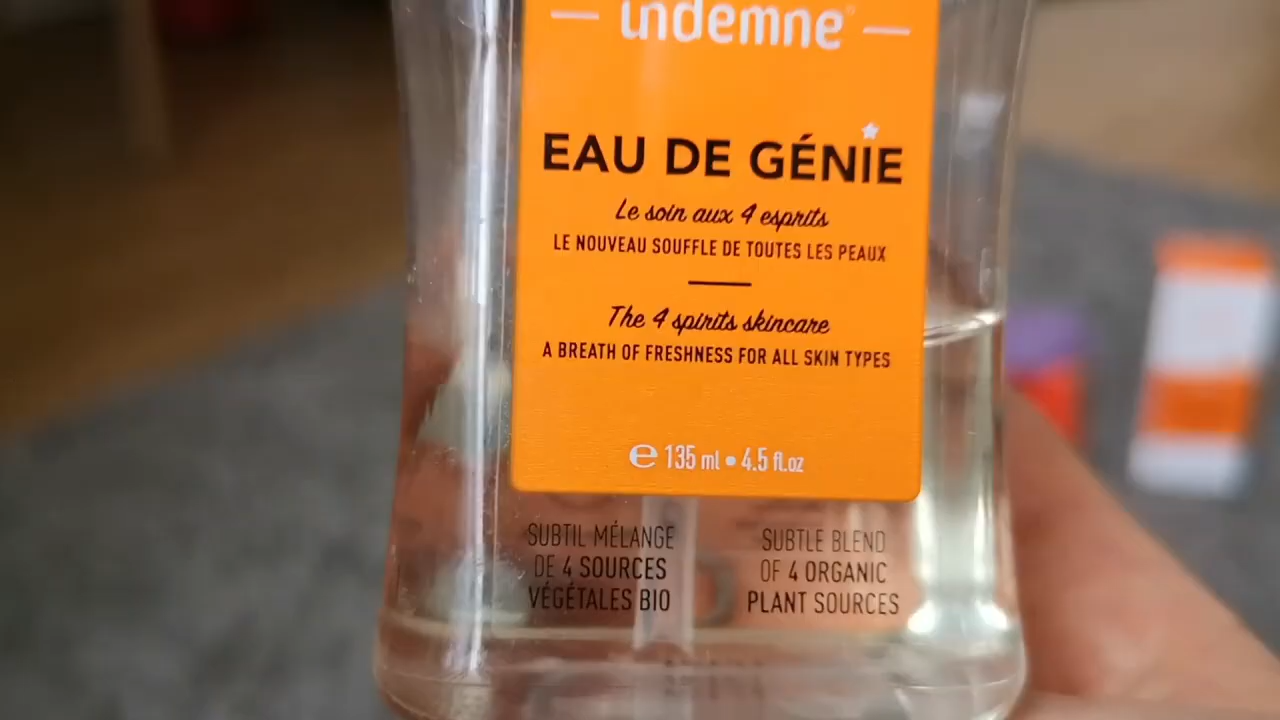 indemne
EAU DE GÉNIE
Le soin aux 4 esprits
LE NOUVEAU SOUFFLE DE TOUTES LES PEAUX
The 4 spirits skincare
A BREATH OF FRESHNESS FOR ALL SKIN TYPES
℮ 135 ml • 4.5 fl.oz
SUBTIL MÉLANGE
DE 4 SOURCES
VÉGÉTALES BIO
SUBTLE BLEND
OF 4 ORGANIC
PLANT SOURCES